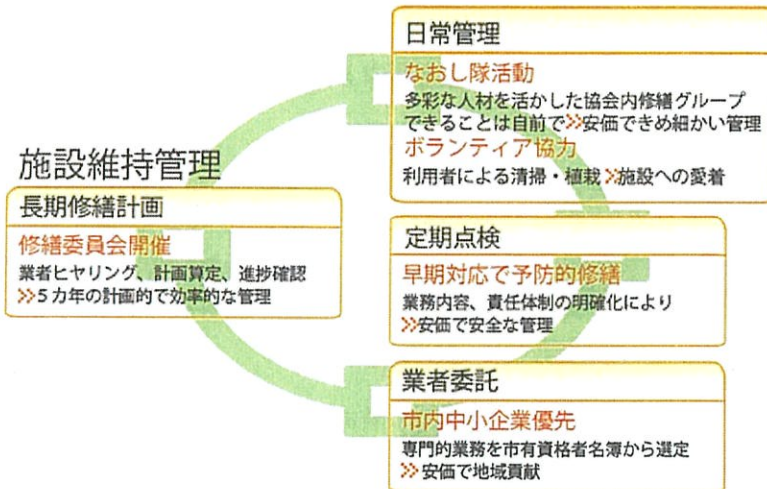 施設維持管理
長期修繕計画
修繕委員会開催
業者ヒヤリング、計画算定、進捗確認
>>5カ年の計画的で効率的な管理
日常管理
なおし隊活動
多彩な人材を活かした協会内修繕グループ
できることは自前で>>安価できめ細かい管理
ボランティア協力
利用者による清掃・植栽>>施設への愛着
定期点検
早期対応で予防的修繕
業務内容、責任体制の明確化により
>>安価で安全な管理
業者委託
市内中小企業優先
専門的業務を市有資格者名簿から選定
>>安価で地域貢献